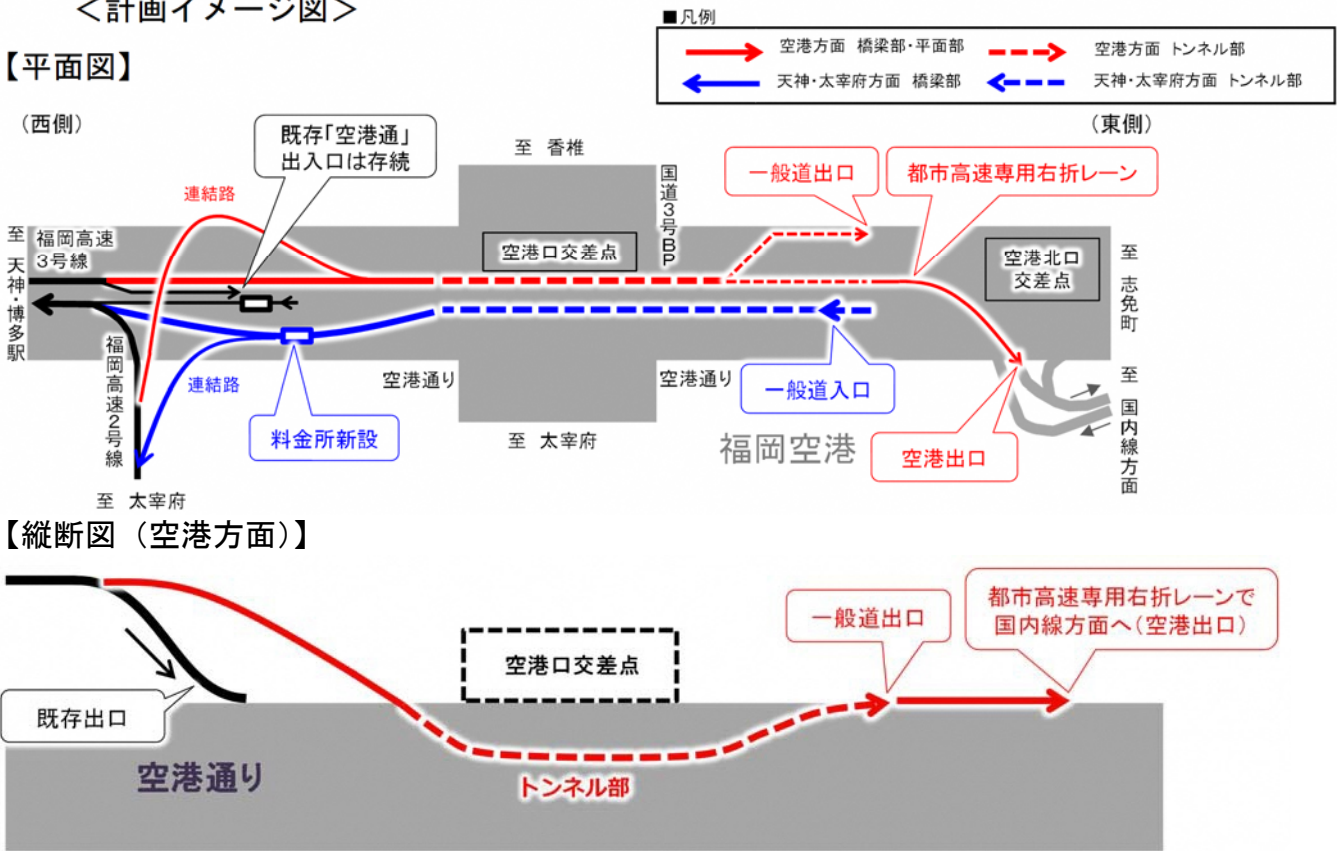 ＜計画イメージ図＞
■凡例
空港方面 橋梁部・平面部
空港方面 トンネル部
天神・太宰府方面 橋梁部
天神・太宰府方面 トンネル部
【平面図】
（西側）
（東側）
既存「空港通」
出入口は存続
至 香椎
国道3号BP
一般道出口
都市高速専用右折レーン
連結路
至 天神・博多駅
福岡高速
3号線
空港口交差点
空港北口
交差点
至 志免町
福岡高速2号線
連結路
料金所新設
空港通り
空港通り
一般道入口
至 太宰府
福岡空港
空港出口
至 国内線方面
至 太宰府
【縦断図（空港方面）】
既存出口
空港口交差点
一般道出口
都市高速専用右折レーンで
国内線方面へ（空港出口）
空港通り
トンネル部